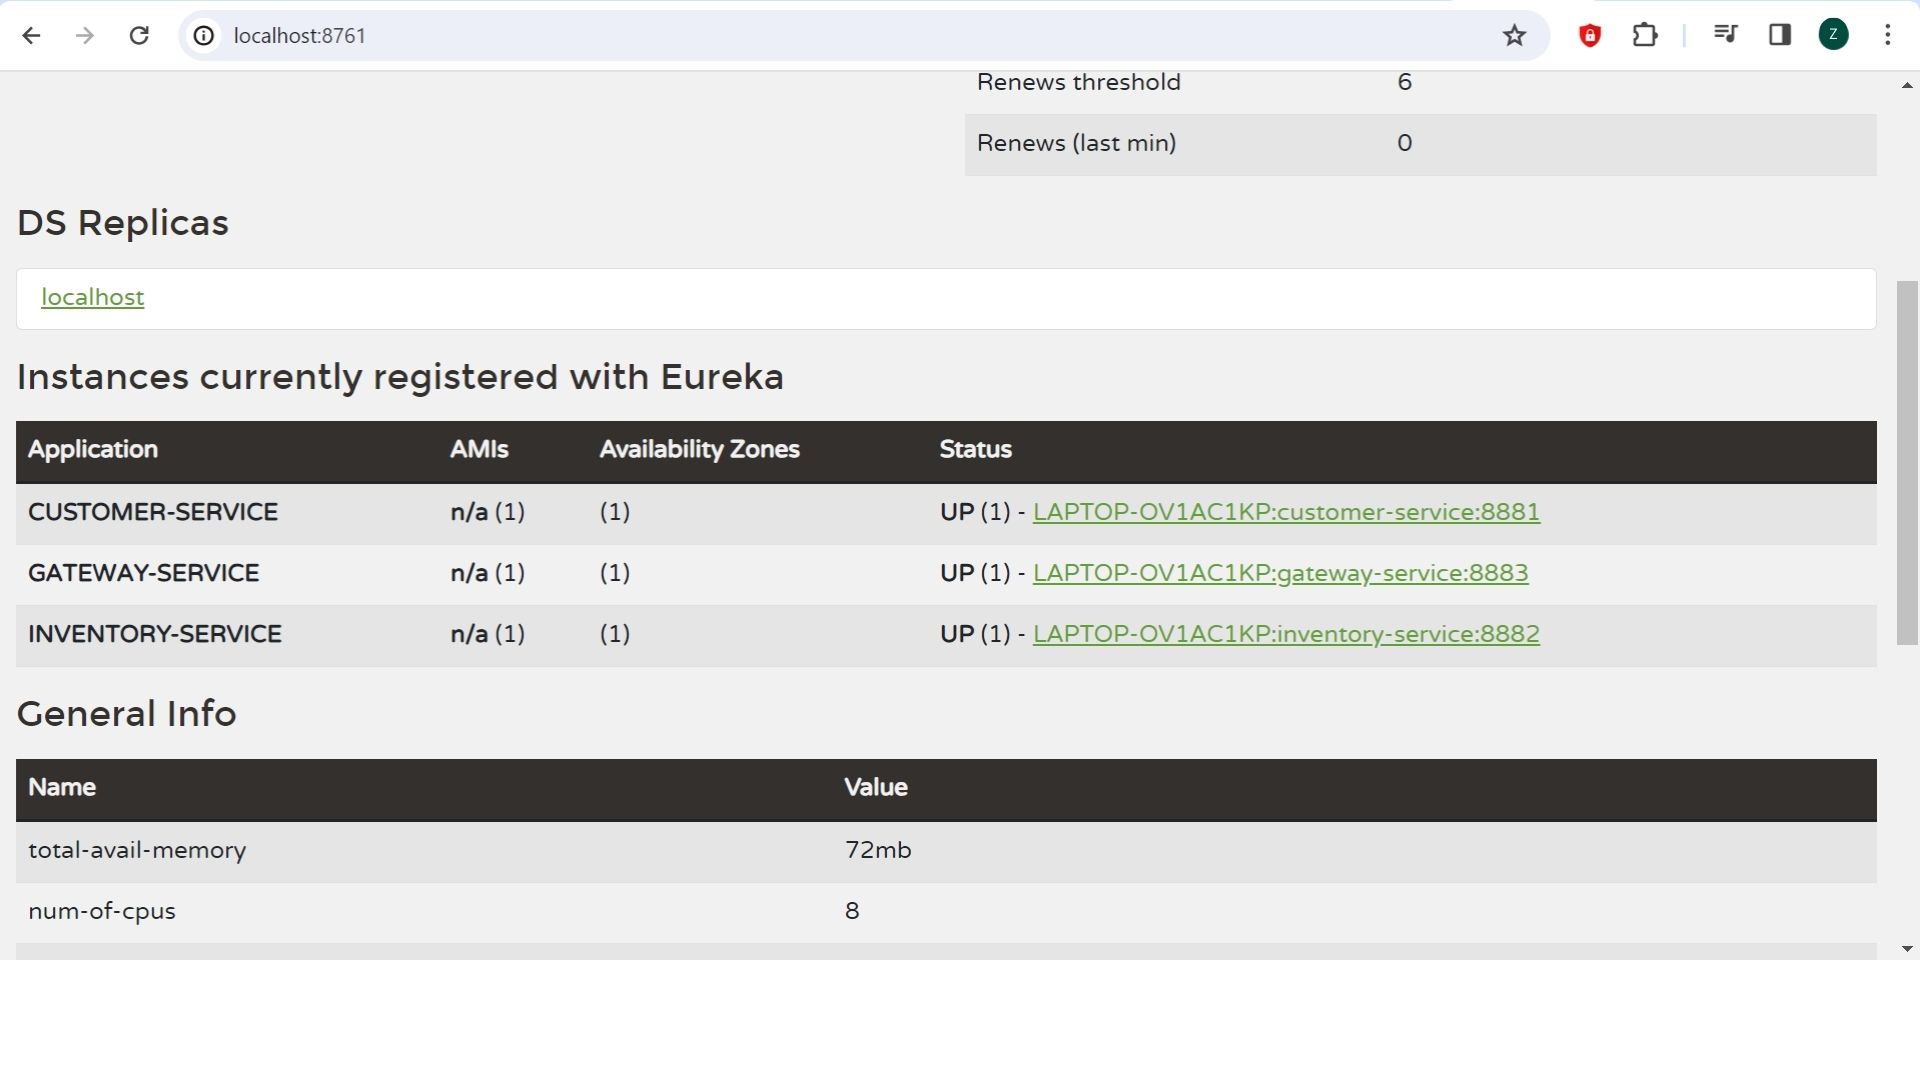 localhost:8761
Z
Renews threshold 6
Renews (last min) 0
DS Replicas
localhost
Instances currently registered with Eureka
Application AMIs Availability Zones Status
CUSTOMER-SERVICE n/a (1) (1) UP (1) - LAPTOP-OV1AC1KP:customer-service:8881
GATEWAY-SERVICE n/a (1) (1) UP (1) - LAPTOP-OV1AC1KP:gateway-service:8883
INVENTORY-SERVICE n/a (1) (1) UP (1) - LAPTOP-OV1AC1KP:inventory-service:8882
General Info
Name Value
total-avail-memory 72mb
num-of-cpus 8